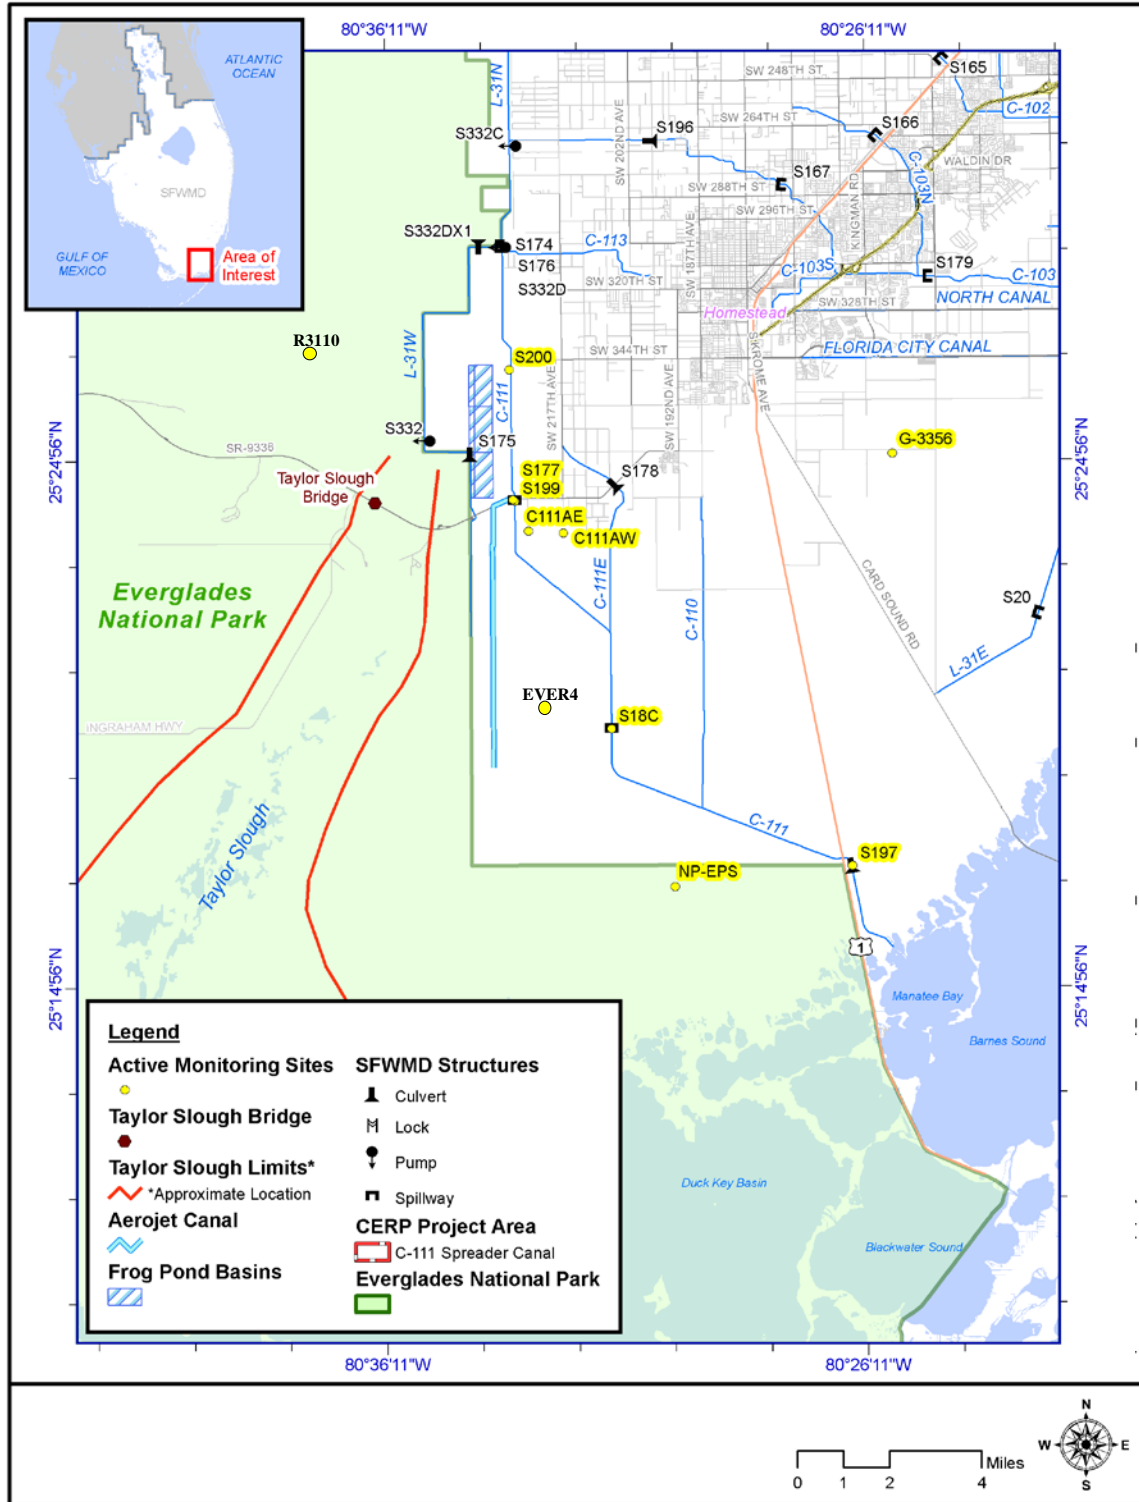 80°36'11"W
80°26'11"W
ATLANTIC
OCEAN
SFWMD
GULF OF
MEXICO
Area of
Interest
L-31N
SW 248TH ST
S165
C-102
SW 264TH ST
S166
S196
S332C
SW 202ND AVE
WALDIN DR
C-103N
S167
SW 288TH ST
KINGMAN RD
SW 296TH ST
S332DX1
S174
C-113
S176
SW 187TH AVE
C-103S
S179
C-103
SW 320TH ST
S332D
SW 328TH ST
NORTH CANAL
Homestead
R3110
L-31W
SW 344TH ST
FLORIDA CITY CANAL
S200
S KROME AVE
C-111
SW 217TH AVE
SW 192ND AVE
S332
S175
G-3356
SR-9336
25°24'56"N
25°24'56"N
Taylor Slough
Bridge
S177
S178
S199
C111AE
C111AW
C-111E
CARD SOUND RD
Everglades
National Park
S20
C-110
L-31E
EVER4
S18C
INGRAHAM HWY
Taylor Slough
C-111
S197
NP-EPS
1
25°14'56"N
25°14'56"N
Manatee Bay
Barnes Sound
Duck Key Basin
Blackwater Sound
Legend
Active Monitoring Sites
Taylor Slough Bridge
Taylor Slough Limits*
*Approximate Location
Aerojet Canal
Frog Pond Basins
SFWMD Structures
Culvert
Lock
Pump
Spillway
CERP Project Area
C-111 Spreader Canal
Everglades National Park
80°36'11"W
80°26'11"W
N
W
E
S
Miles
0 1 2 4